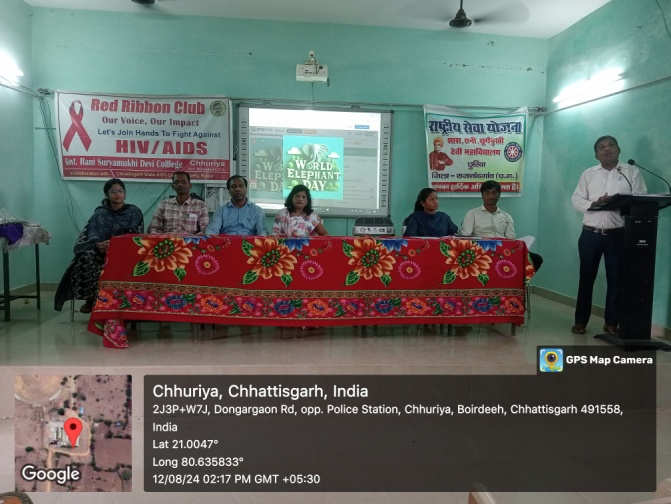 Red Ribbon Club
Our Voice, Our Impact
Let's Join Hands To Fight Against
HIV/AIDS
Govt. Rani Suryamukhi Devi College Chhuriya
WORLD
ELEPHANT
DAY
राष्ट्रीय सेवा योजना
शास. रानी सूर्यमुखी
देवी महाविद्यालय
छुरिया
जिला - राजनांदगांव (छ.ग.)
GPS Map Camera
Chhuriya, Chhattisgarh, India
2J3P+W7J, Dongargaon Rd, opp. Police Station, Chhuriya, Boirdeeh, Chhattisgarh 491558,
India
Lat 21.0047°
Long 80.635833°
12/08/24 02:17 PM GMT +05:30
Google